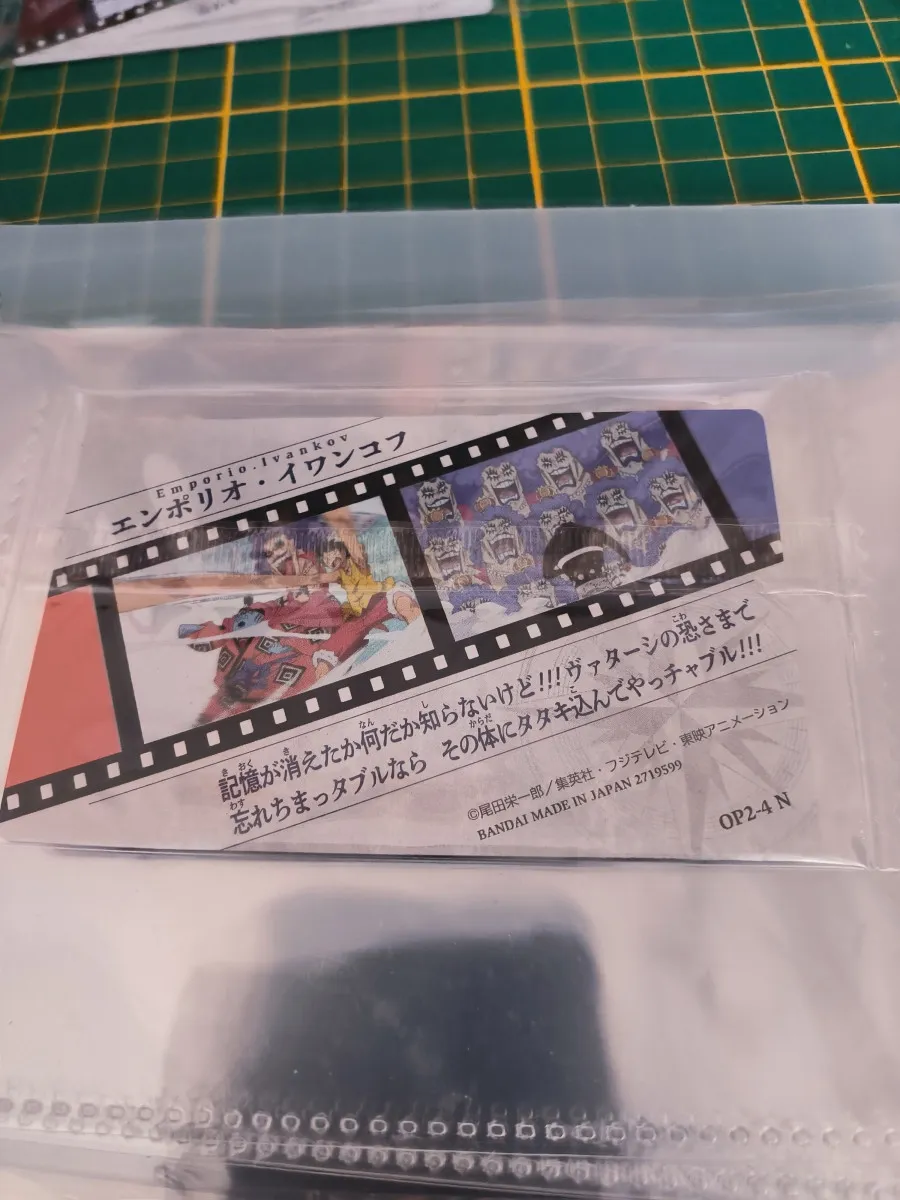 Emporio.Ivankov
エンポリオ・イワンコフ
記憶が消えたか何だか知らないけど!!!ヴァターシの恐さまで
忘れちまっタブルなら その体にタタキ込んでやっチャブル!!!
©尾田栄一郎／集英社・フジテレビ・東映アニメーション
BANDAI MADE IN JAPAN 2719599
OP2-4 N